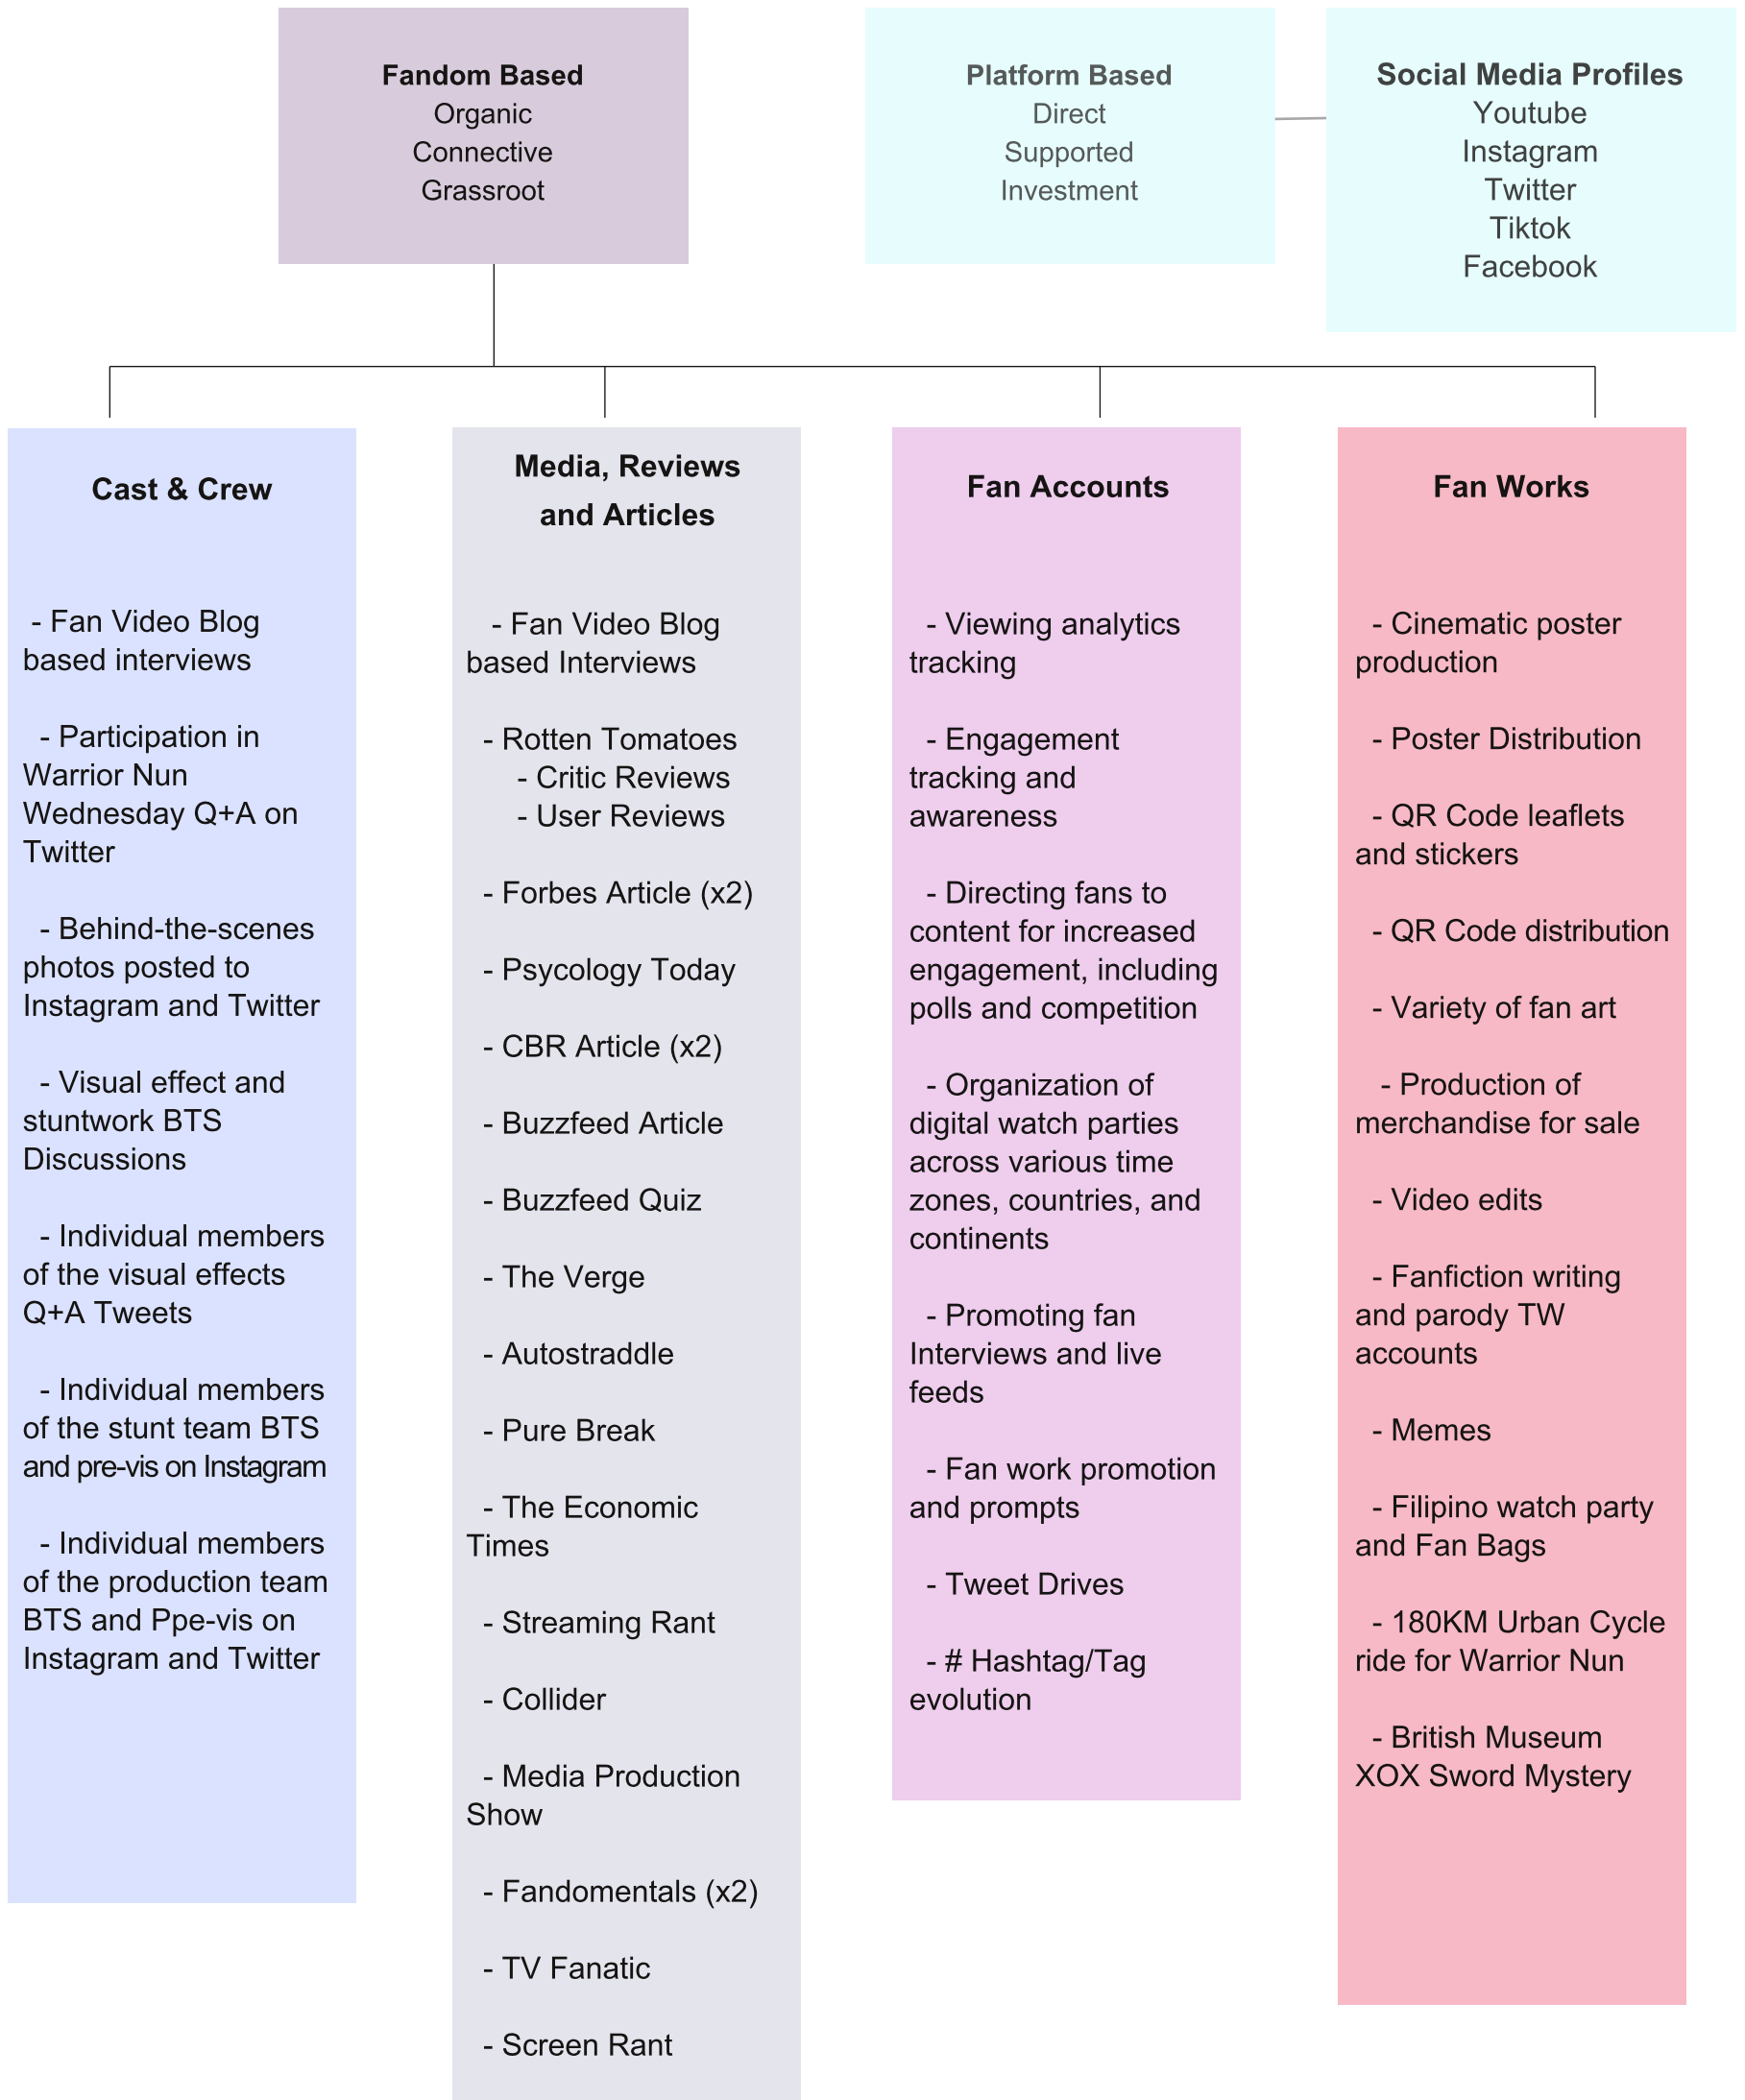 Fandom Based
Organic
Connective
Grassroot
Platform Based
Direct
Supported
Investment
Social Media Profiles
Youtube
Instagram
Twitter
Tiktok
Facebook
Cast & Crew
- Fan Video Blog
based interviews
- Participation in
Warrior Nun
Wednesday Q+A on
Twitter
- Behind-the-scenes
photos posted to
Instagram and Twitter
- Visual effect and
stuntwork BTS
Discussions
- Individual members
of the visual effects
Q+A Tweets
- Individual members
of the stunt team BTS
and pre-vis on Instagram
- Individual members
of the production team
BTS and Ppe-vis on
Instagram and Twitter
Media, Reviews
and Articles
- Fan Video Blog
based Interviews
- Rotten Tomatoes
- Critic Reviews
- User Reviews
- Forbes Article (x2)
- Psycology Today
- CBR Article (x2)
- Buzzfeed Article
- Buzzfeed Quiz
- The Verge
- Autostraddle
- Pure Break
- The Economic
Times
- Streaming Rant
- Collider
- Media Production
Show
- Fandomentals (x2)
- TV Fanatic
- Screen Rant
Fan Accounts
- Viewing analytics
tracking
- Engagement
tracking and
awareness
- Directing fans to
content for increased
engagement, including
polls and competition
- Organization of
digital watch parties
across various time
zones, countries, and
continents
- Promoting fan
Interviews and live
feeds
- Fan work promotion
and prompts
- Tweet Drives
- # Hashtag/Tag
evolution
Fan Works
- Cinematic poster
production
- Poster Distribution
- QR Code leaflets
and stickers
- QR Code distribution
- Variety of fan art
- Production of
merchandise for sale
- Video edits
- Fanfiction writing
and parody TW
accounts
- Memes
- Filipino watch party
and Fan Bags
- 180KM Urban Cycle
ride for Warrior Nun
- British Museum
XOX Sword Mystery